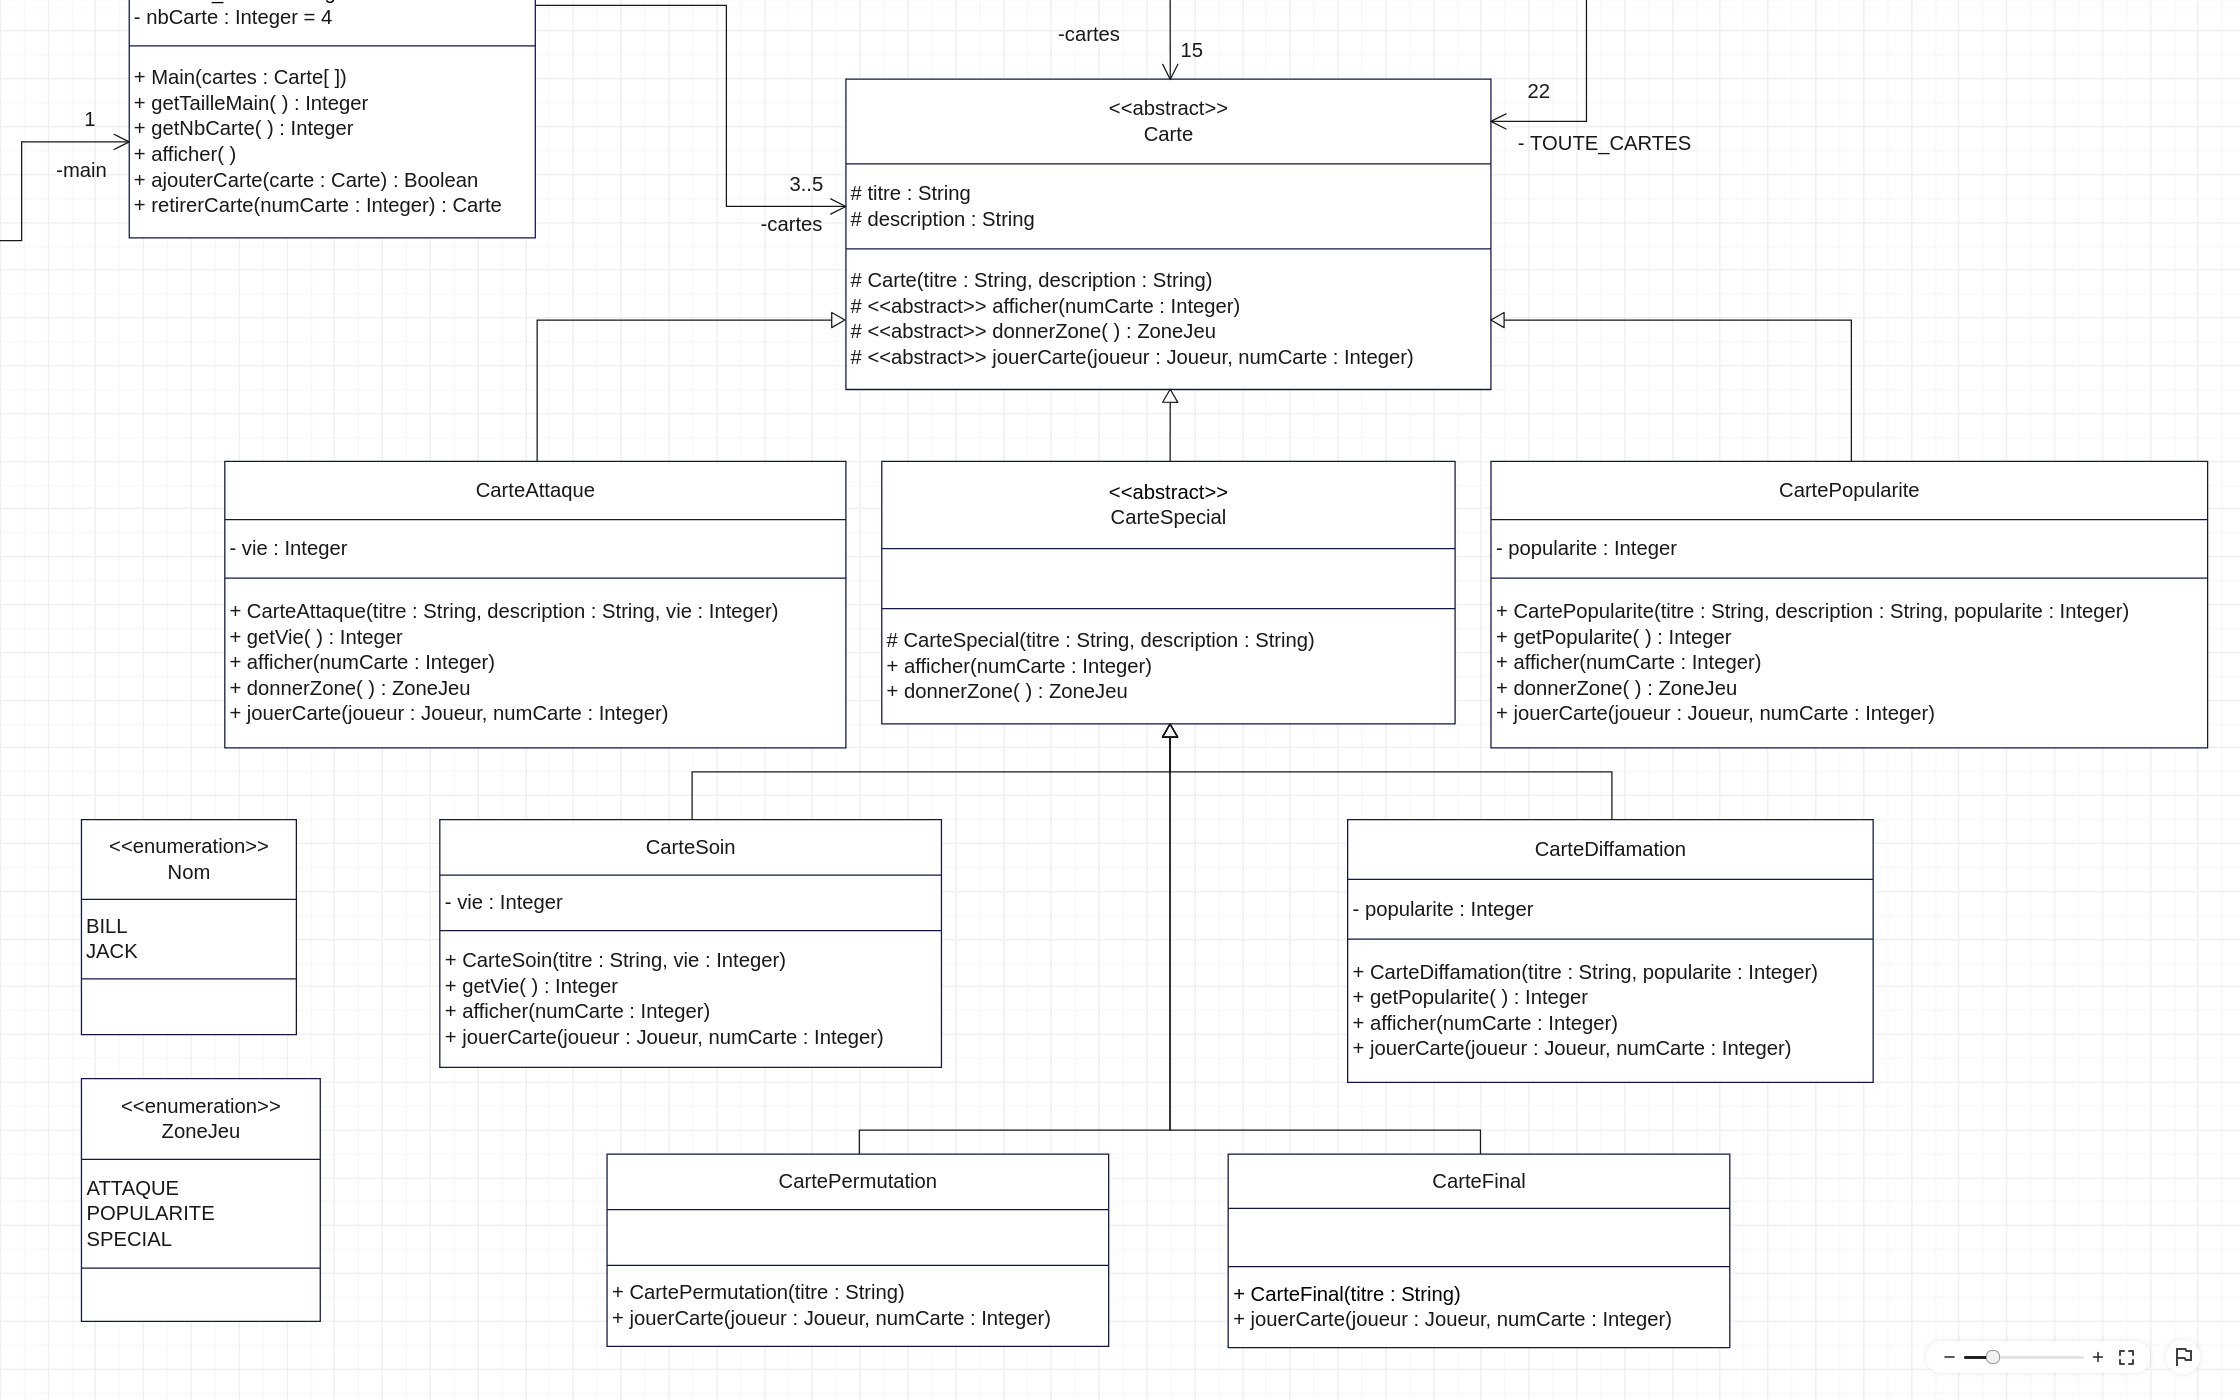 - nbCarte : Integer = 4
+ Main(cartes : Carte[ ])
+ getTailleMain( ) : Integer
+ getNbCarte( ) : Integer
+ afficher( )
+ ajouterCarte(carte : Carte) : Boolean
+ retirerCarte(numCarte : Integer) : Carte
1
-main
-cartes
15
22
- TOUTE_CARTES
3..5
-cartes
<<abstract>>
Carte
# titre : String
# description : String
# Carte(titre : String, description : String)
# <<abstract>> afficher(numCarte : Integer)
# <<abstract>> donnerZone( ) : ZoneJeu
# <<abstract>> jouerCarte(joueur : Joueur, numCarte : Integer)
CarteAttaque
- vie : Integer
+ CarteAttaque(titre : String, description : String, vie : Integer)
+ getVie( ) : Integer
+ afficher(numCarte : Integer)
+ donnerZone( ) : ZoneJeu
+ jouerCarte(joueur : Joueur, numCarte : Integer)
<<abstract>>
CarteSpecial
# CarteSpecial(titre : String, description : String)
+ afficher(numCarte : Integer)
+ donnerZone( ) : ZoneJeu
CartePopularite
- popularite : Integer
+ CartePopularite(titre : String, description : String, popularite : Integer)
+ getPopularite( ) : Integer
+ afficher(numCarte : Integer)
+ donnerZone( ) : ZoneJeu
+ jouerCarte(joueur : Joueur, numCarte : Integer)
<<enumeration>>
Nom
BILL
JACK
CarteSoin
- vie : Integer
+ CarteSoin(titre : String, vie : Integer)
+ getVie( ) : Integer
+ afficher(numCarte : Integer)
+ jouerCarte(joueur : Joueur, numCarte : Integer)
CarteDiffamation
- popularite : Integer
+ CarteDiffamation(titre : String, popularite : Integer)
+ getPopularite( ) : Integer
+ afficher(numCarte : Integer)
+ jouerCarte(joueur : Joueur, numCarte : Integer)
<<enumeration>>
ZoneJeu
ATTAQUE
POPULARITE
SPECIAL
CartePermutation
+ CartePermutation(titre : String)
+ jouerCarte(joueur : Joueur, numCarte : Integer)
CarteFinal
+ CarteFinal(titre : String)
+ jouerCarte(joueur : Joueur, numCarte : Integer)